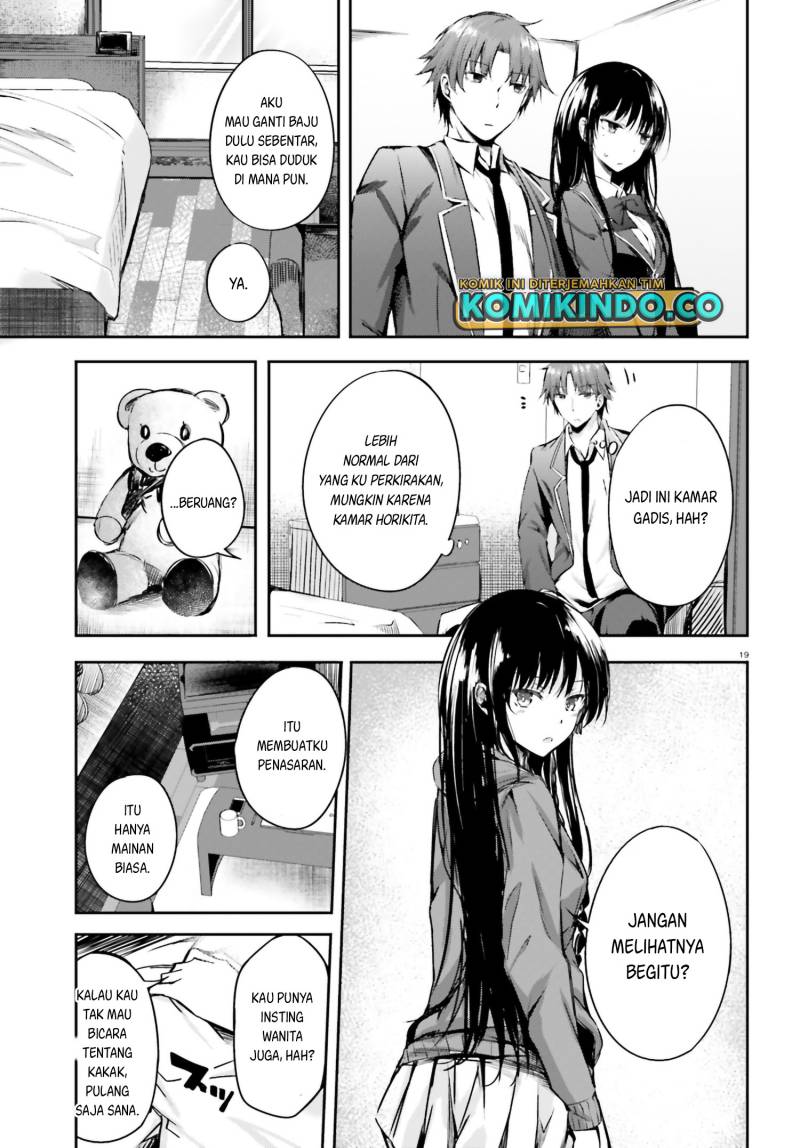 AKU
MAU GANTI BAJU
DULU SEBENTAR,
KAU BISA DUDUK
DI MANA PUN.
YA.
KOMIK INI DITERJEMAHKAN TIM
KOMIKINDO.CO
JADI INI KAMAR
GADIS, HAH?
LEBIH
NORMAL DARI
YANG KU PERKIRAKAN,
MUNGKIN KARENA
KAMAR HORIKITA.
...BERUANG?
19
JANGAN
MELIHATNYA
BEGITU?
ITU
MEMBUATKU
PENASARAN.
ITU
HANYA
MAINAN
BIASA.
KAU PUNYA
INSTING
WANITA
JUGA, HAH?
KALAU KAU
TAK MAU
BICARA
TENTANG
KAKAK,
PULANG
SAJA SANA.
ズッ